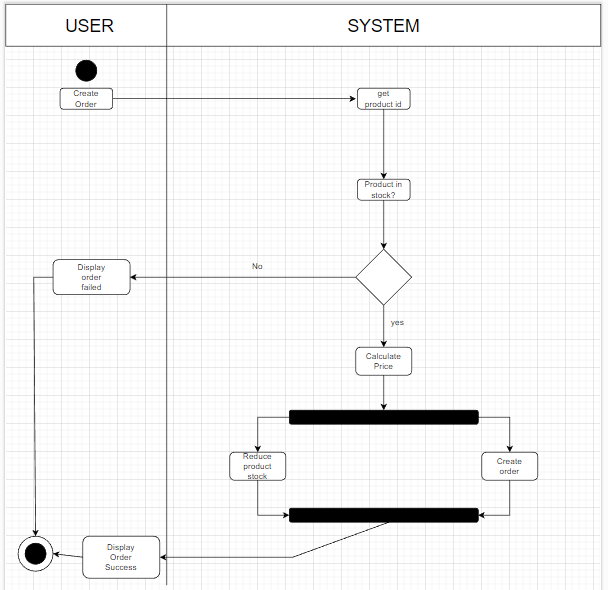 USER
SYSTEM
Create
Order
get
product id
Product in
stock?
No
Display
order
failed
yes
Calculate
Price
Reduce
product
stock
Create
order
Display
Order
Success